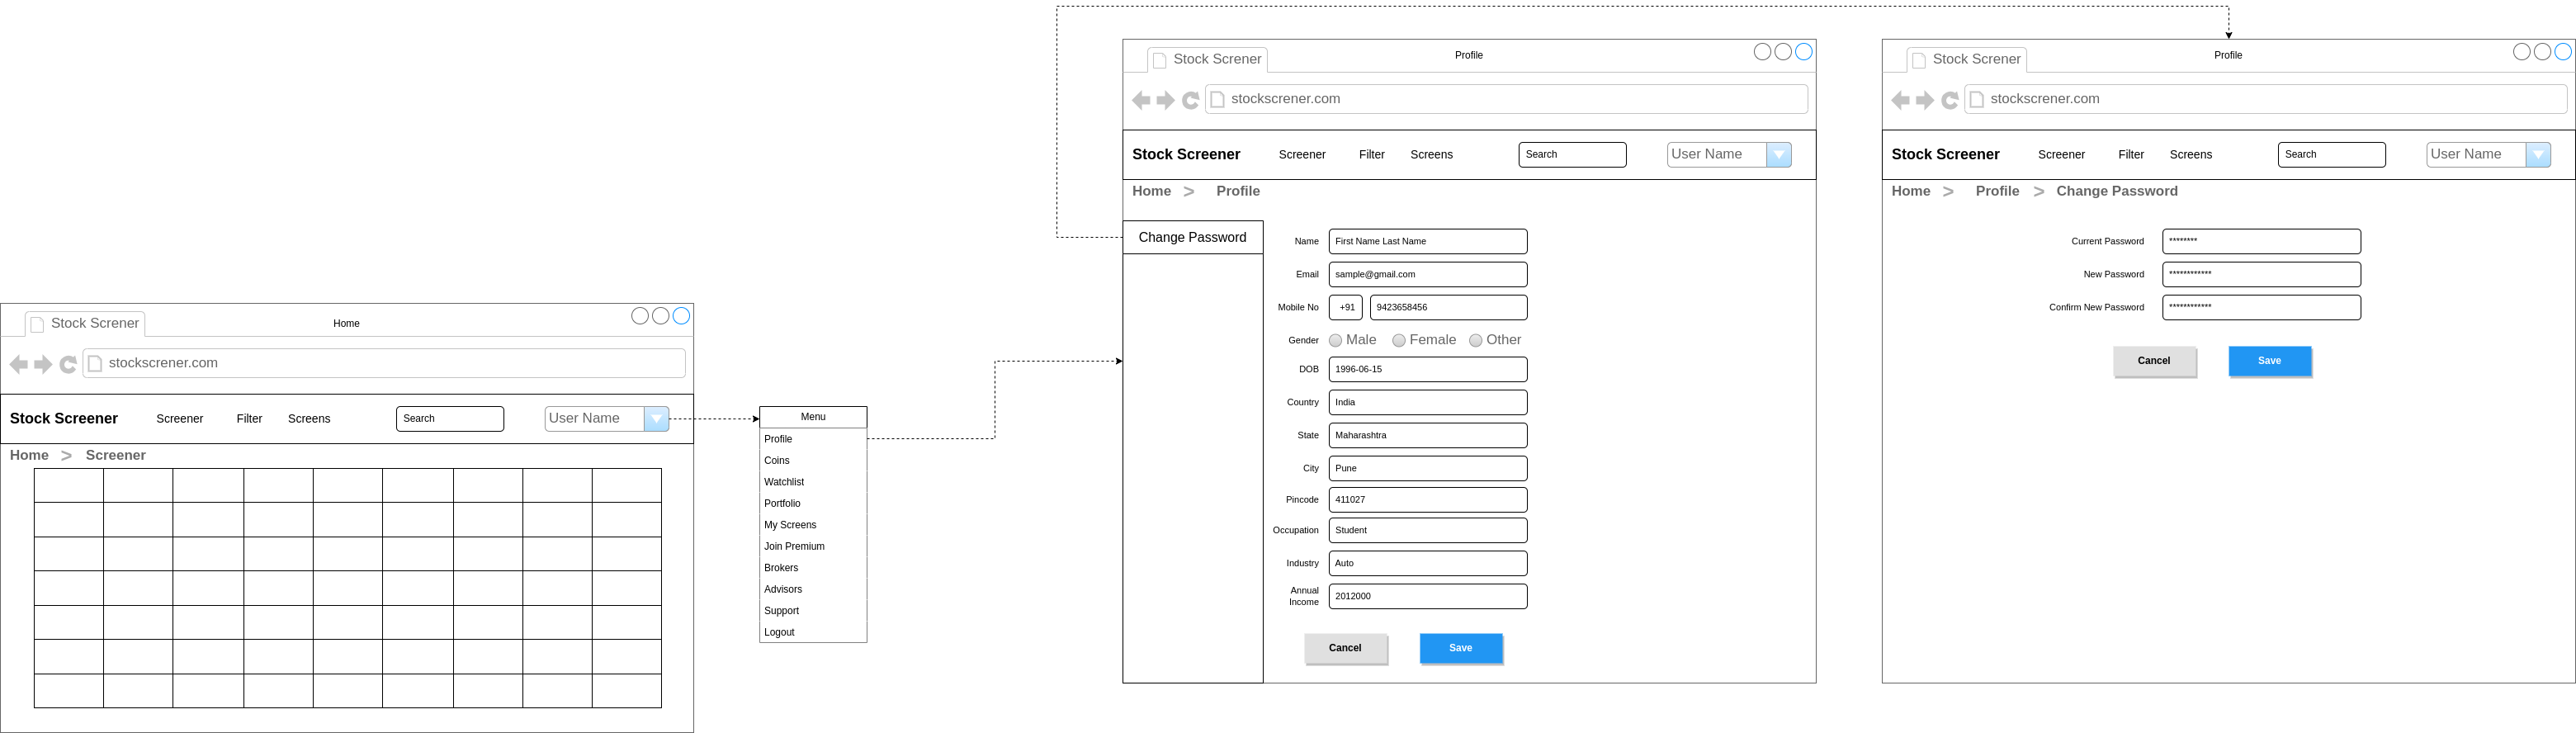 Stock Screner
Home
stockscrener.com
Stock Screener
Screener
Filter
Screens
Search
User Name
Home > Screener
Menu
Profile
Coins
Watchlist
Portfolio
My Screens
Join Premium
Brokers
Advisors
Support
Logout
Stock Screner
Profile
stockscrener.com
Stock Screener
Screener
Filter
Screens
Search
User Name
Home > Profile
Change Password
Name First Name Last Name
Email sample@gmail.com
Mobile No +91 9423658456
Gender Male Female Other
DOB 1996-06-15
Country India
State Maharashtra
City Pune
Pincode 411027
Occupation Student
Industry Auto
Annual
Income 2012000
Cancel Save
Stock Screner
Profile
stockscrener.com
Stock Screener
Screener
Filter
Screens
Search
User Name
Home > Profile > Change Password
Current Password ********
New Password ************
Confirm New Password ************
Cancel Save